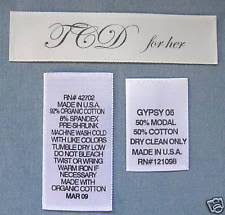 TCD for her
RN# 42702
MADE IN U.S.A.
92% ORGANIC COTTON
8% SPANDEX
PRE-SHRUNK
MACHINE WASH COLD
WITH LIKE COLORS
TUMBLE DRY LOW
DO NOT BLEACH
TWIST OR WRING
WARM IRON IF
NECESSARY
MADE WITH
ORGANIC COTTON
MAR 09
GYPSY 05
50% MODAL
50% COTTON
DRY CLEAN ONLY
MADE IN U.S.A.
RN#121098